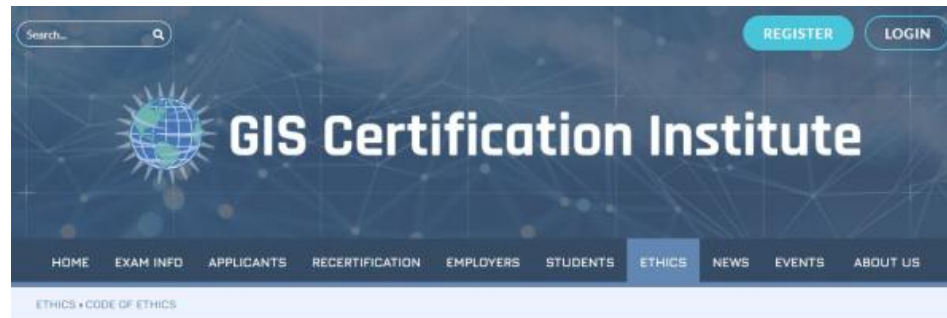 Search...
REGISTER
LOGIN
GIS Certification Institute
HOME EXAM INFO APPLICANTS RECERTIFICATION EMPLOYERS STUDENTS ETHICS NEWS EVENTS ABOUT US
ETHICS › CODE OF ETHICS